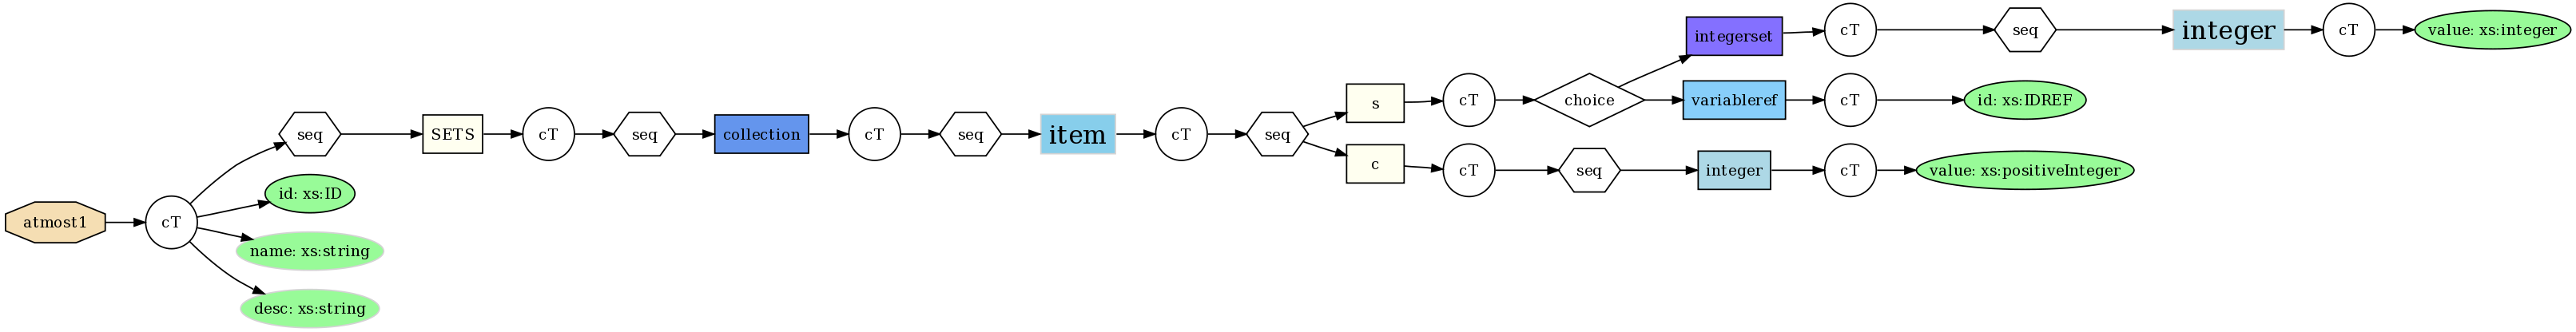 atmost1
cT
seq
id: xs:ID
name: xs:string
desc: xs:string
SETS
cT
seq
collection
cT
seq
item
cT
seq
s
cT
choice
integerset
cT
seq
integer
cT
value: xs:integer
variableref
cT
id: xs:IDREF
c
cT
seq
integer
cT
value: xs:positiveInteger